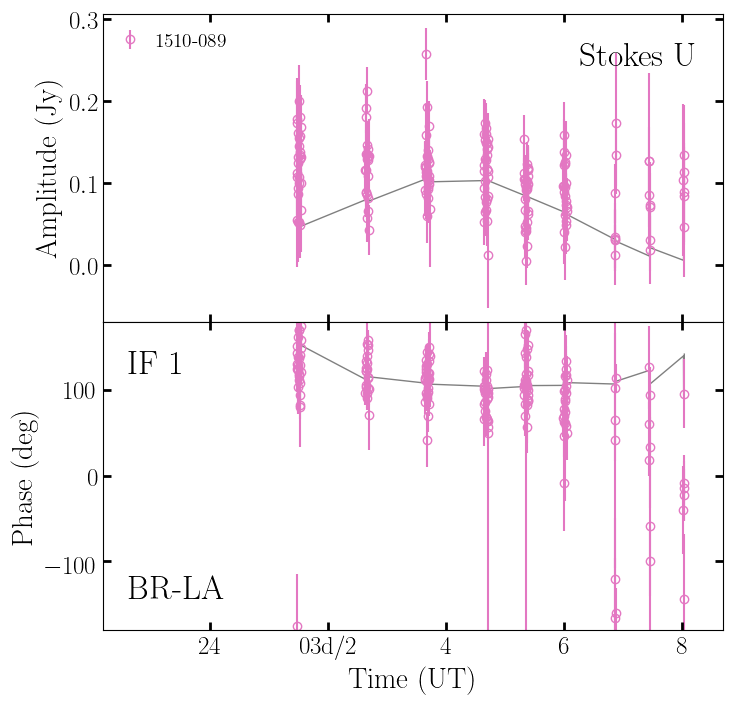 1510-089
Stokes U
0.3
0.2
0.1
0.0
Amplitude (Jy)
IF 1
100
0
−100
Phase (deg)
BR-LA
24
03d/2
4
6
8
Time (UT)